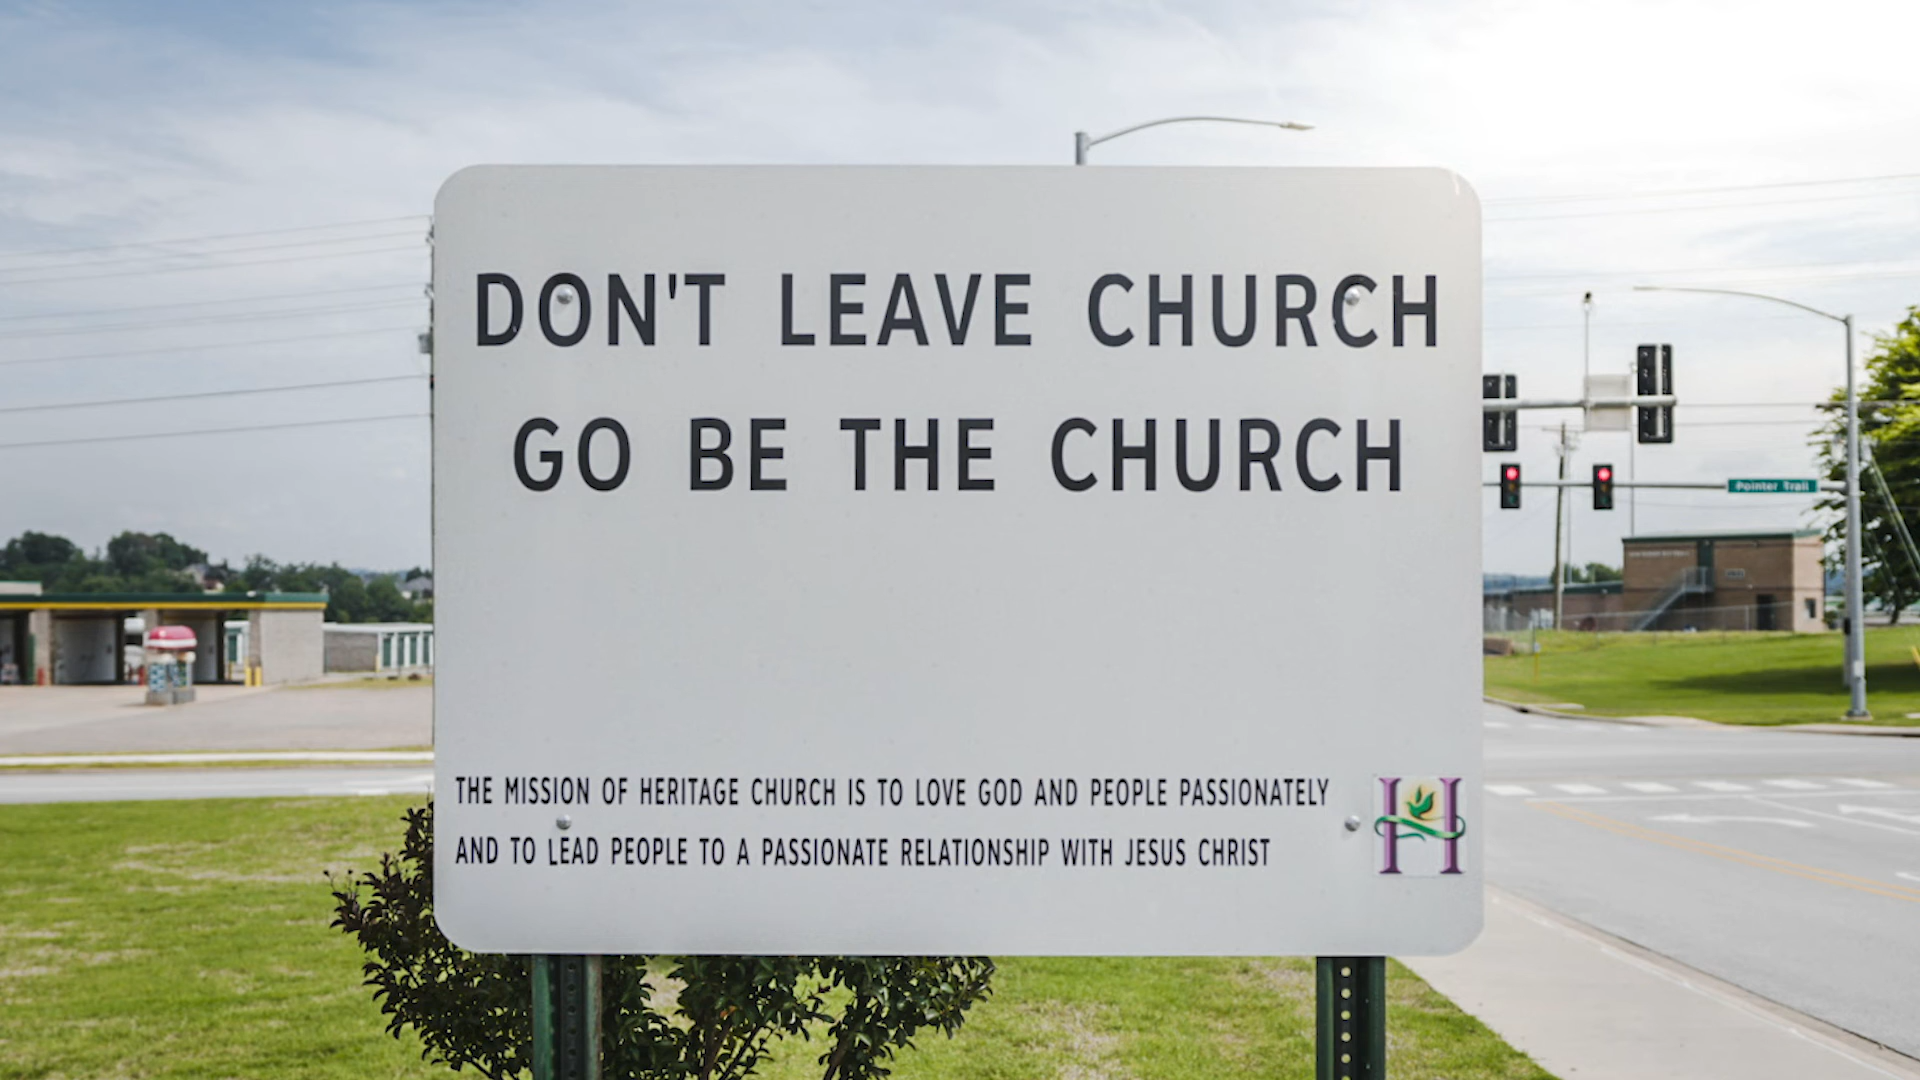 DON'T LEAVE CHURCH
GO BE THE CHURCH
THE MISSION OF HERITAGE CHURCH IS TO LOVE GOD AND PEOPLE PASSIONATELY
AND TO LEAD PEOPLE TO A PASSIONATE RELATIONSHIP WITH JESUS CHRIST
H
Pointer Trail